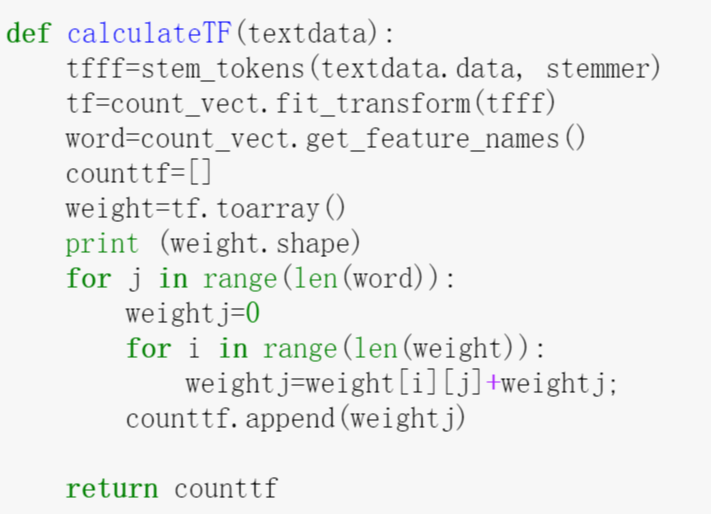 def calculateTF(textdata):
    tfff=stem_tokens(textdata.data, stemmer)
    tf=count_vect.fit_transform(tfff)
    word=count_vect.get_feature_names()
    counttf=[]
    weight=tf.toarray()
    print (weight.shape)
    for j in range(len(word)):
        weightj=0
        for i in range(len(weight)):
            weightj=weight[i][j]+weightj;
        counttf.append(weightj)
    return counttf